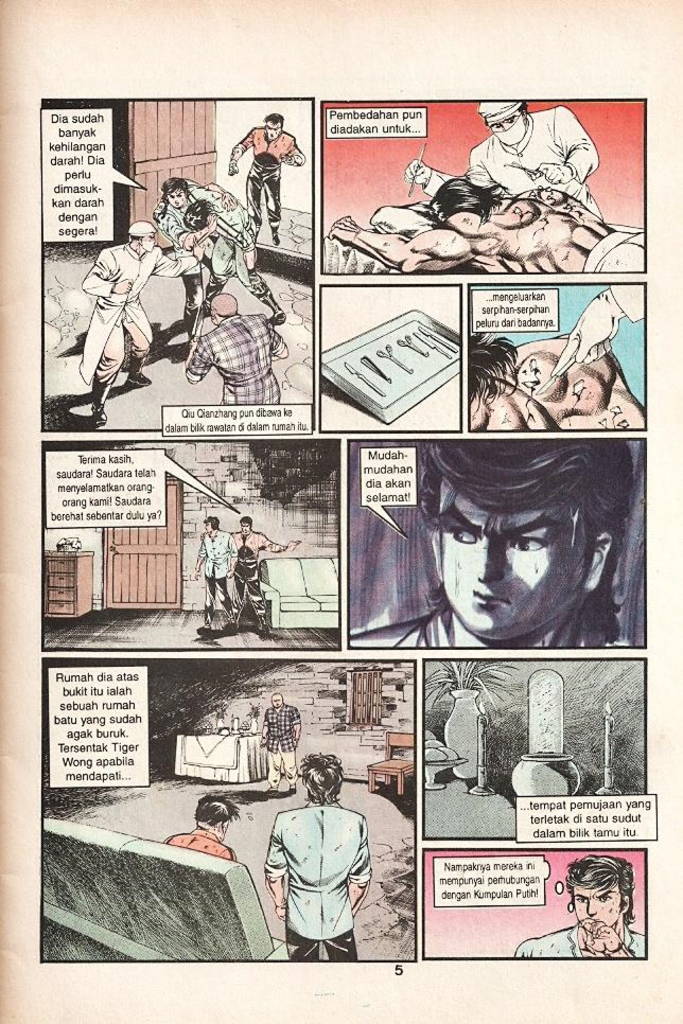 Dia sudah
banyak
kehilangan
darah! Dia
perlu
dimasuk-
kan darah
dengan
segera!
Qiu Qianzhang pun dibawa ke
dalam bilik rawatan di dalam rumah itu.
Pembedahan pun
diadakan untuk...
...mengeluarkan
serpihan-serpihan
peluru dari badannya.
Terima kasih,
saudara! Saudara telah
menyelamatkan orang-
orang kami! Saudara
berehat sebentar dulu ya?
Mudah-
mudahan
dia akan
selamat!
Rumah dia atas
bukit itu ialah
sebuah rumah
batu yang sudah
agak buruk.
Tersentak Tiger
Wong apabila
mendapati...
...tempat pemujaan yang
terletak di satu sudut
dalam bilik tamu itu.
Nampaknya mereka ini
mempunyai perhubungan
dengan Kumpulan Putih!
5